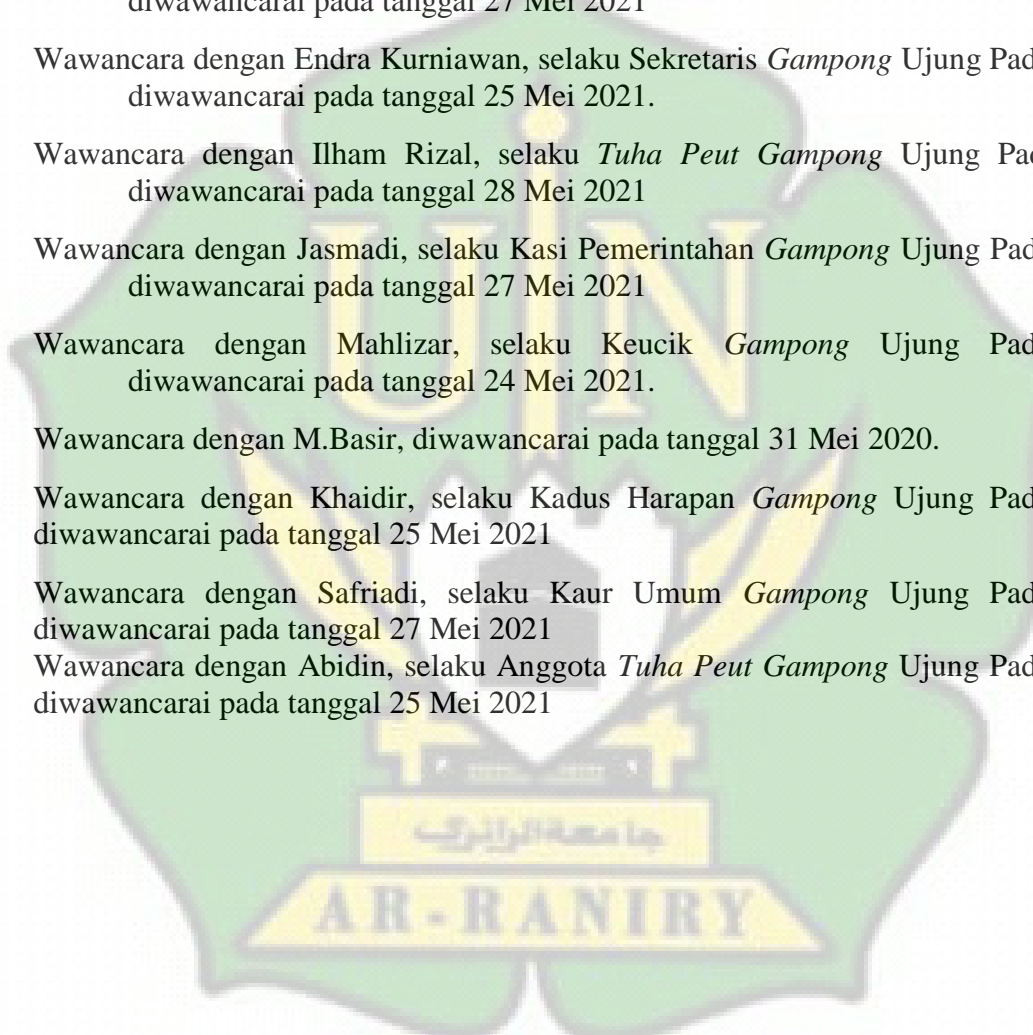 diwawancarai pada tanggal 27 Mei 2021
Wawancara dengan Endra Kurniawan, selaku Sekretaris Gampong Ujung Pad
diwawancarai pada tanggal 25 Mei 2021.
Wawancara dengan Ilham Rizal, selaku Tuha Peut Gampong Ujung Pad
diwawancarai pada tanggal 28 Mei 2021
Wawancara dengan Jasmadi, selaku Kasi Pemerintahan Gampong Ujung Pad
diwawancarai pada tanggal 27 Mei 2021
Wawancara dengan Mahlizar, selaku Keucik Gampong Ujung Pad
diwawancarai pada tanggal 24 Mei 2021.
Wawancara dengan M.Basir, diwawancarai pada tanggal 31 Mei 2020.
Wawancara dengan Khaidir, selaku Kadus Harapan Gampong Ujung Pad
diwawancarai pada tanggal 25 Mei 2021
Wawancara dengan Safriadi, selaku Kaur Umum Gampong Ujung Pad
diwawancarai pada tanggal 27 Mei 2021
Wawancara dengan Abidin, selaku Anggota Tuha Peut Gampong Ujung Pad
diwawancarai pada tanggal 25 Mei 2021
UIN
جامعة الرانري
AR-RANIRY